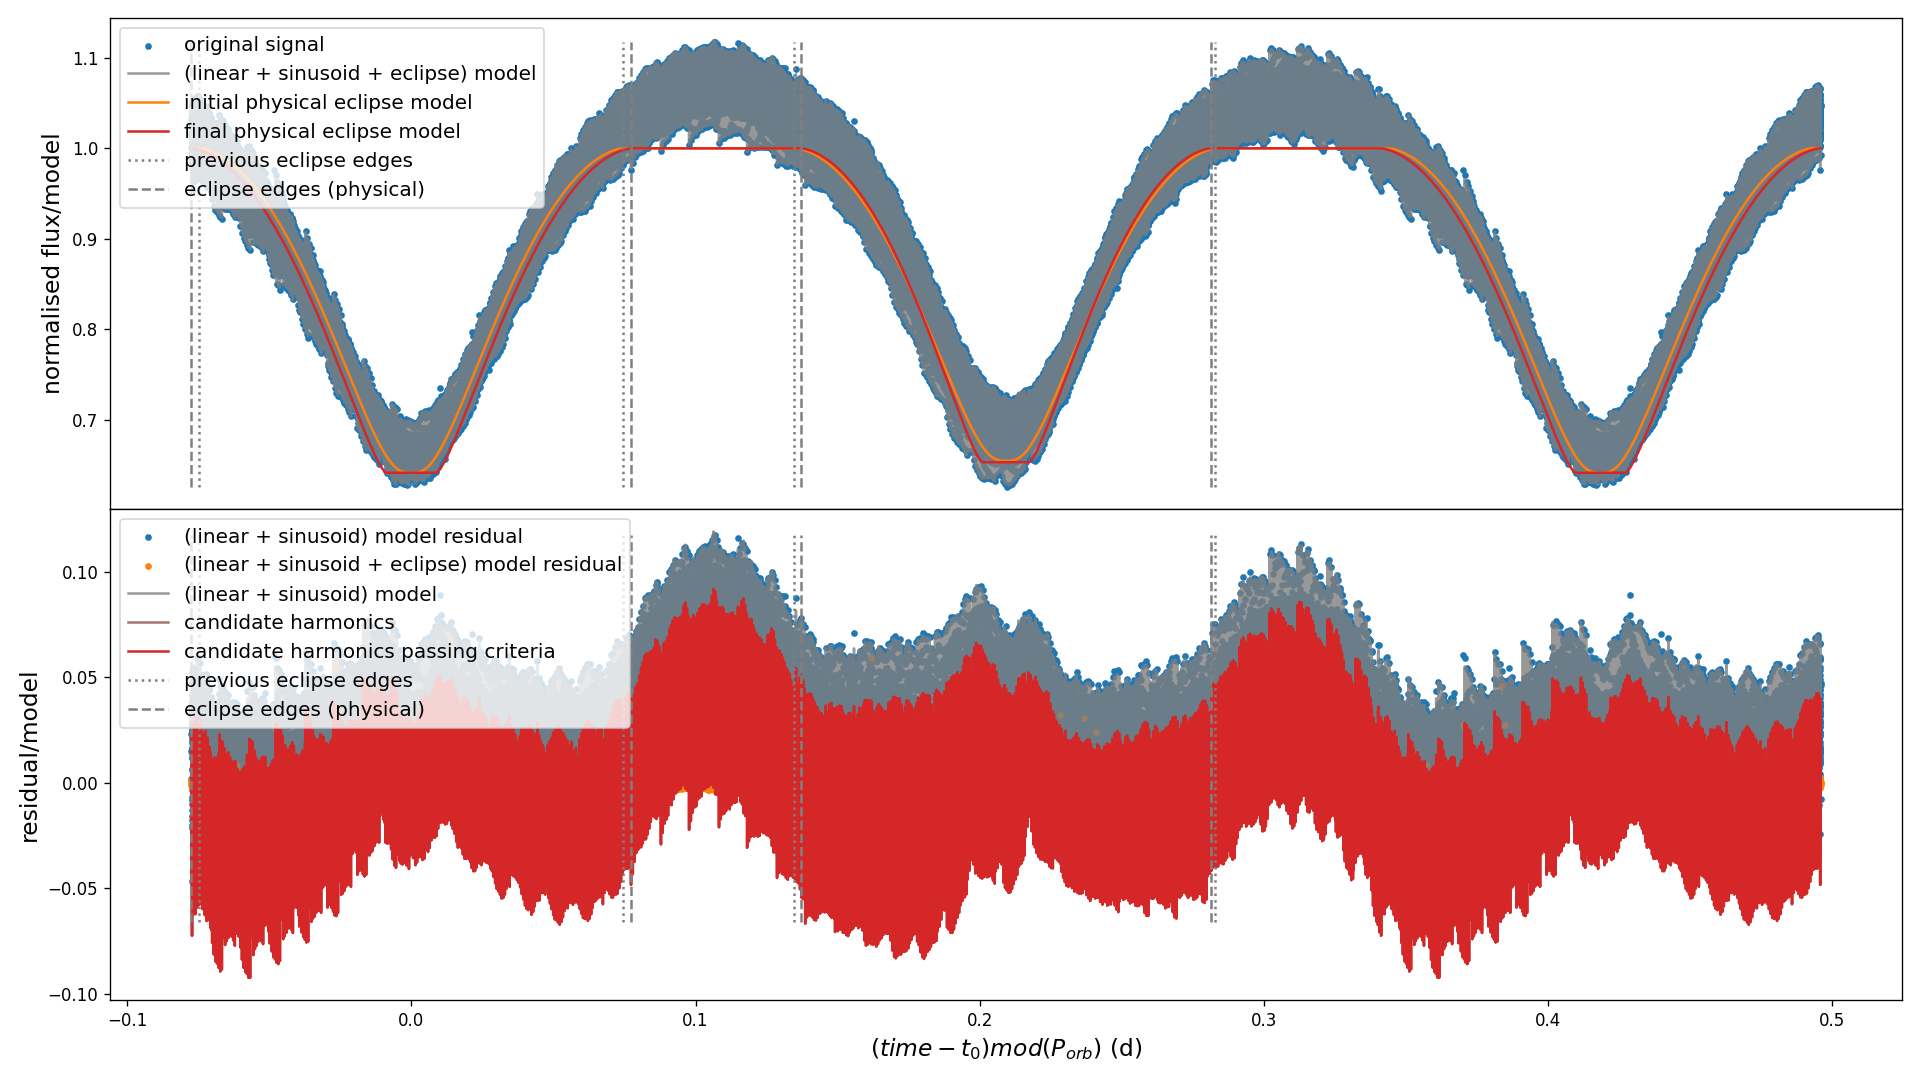 normalised flux/model
1.1
1.0
0.9
0.8
0.7
original signal
(linear + sinusoid + eclipse) model
initial physical eclipse model
final physical eclipse model
previous eclipse edges
eclipse edges (physical)
residual/model
0.10
0.05
0.00
−0.05
−0.10
(linear + sinusoid) model residual
(linear + sinusoid + eclipse) model residual
(linear + sinusoid) model
candidate harmonics
candidate harmonics passing criteria
previous eclipse edges
eclipse edges (physical)
−0.1 0.0 0.1 0.2 0.3 0.4 0.5
(time − t₀)mod(P_orb) (d)